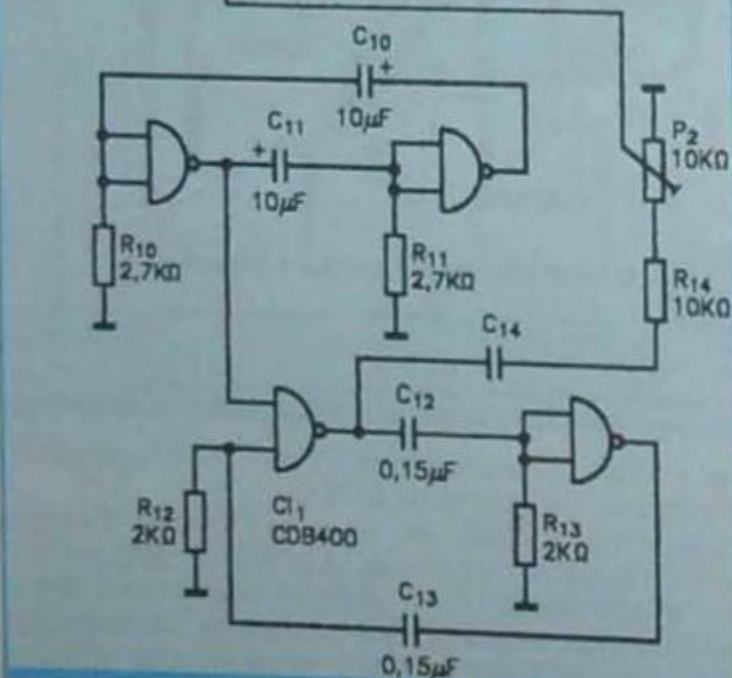 C10
10µF
C11
10µF
P2
10KΩ
R10
2,7KΩ
R11
2,7KΩ
R14
10KΩ
C14
C12
0,15µF
R12
2KΩ
CI1
CDB400
R13
2KΩ
C13
0,15µF